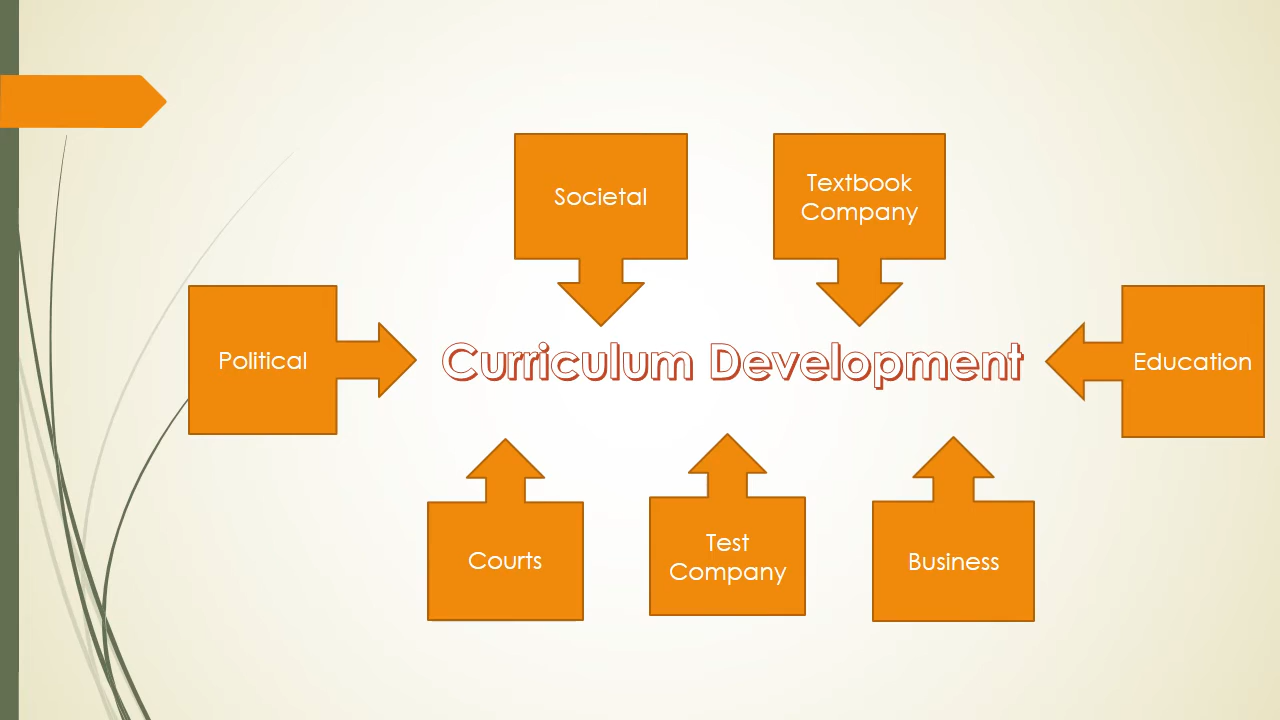 Societal
Textbook
Company
Political
Curriculum Development
Education
Courts
Test
Company
Business